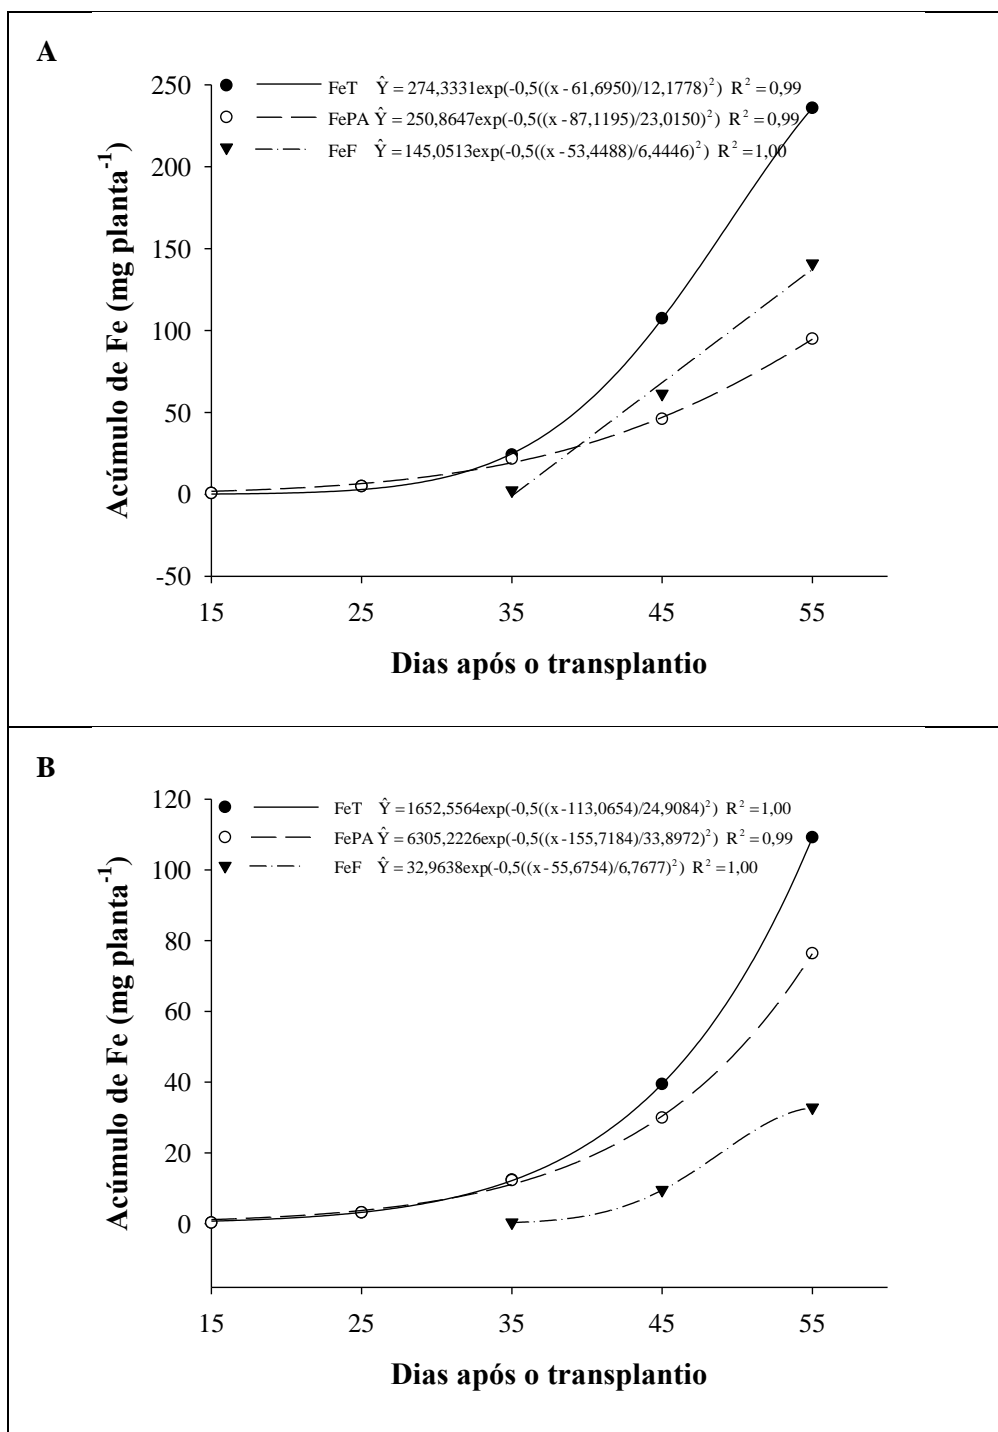 A
FeT Ŷ = 274,3331exp(-0,5((x - 61,6950)/12,1778)²) R² = 0,99
FePA Ŷ = 250,8647exp(-0,5((x - 87,1195)/23,0150)²) R² = 0,99
FeF Ŷ = 145,0513exp(-0,5((x - 53,4488)/6,4446)²) R² = 1,00
Acúmulo de Fe (mg planta⁻¹)
250
200
150
100
50
0
-50
15 25 35 45 55
Dias após o transplantio
B
FeT Ŷ = 1652,5564exp(-0,5((x-113,0654)/24,9084)²) R² = 1,00
FePA Ŷ = 6305,2226exp(-0,5((x-155,7184)/33,8972)²) R² = 0,99
FeF Ŷ = 32,9638exp(-0,5((x - 55,6754)/6,7677)²) R² = 1,00
Acúmulo de Fe (mg planta⁻¹)
120
100
80
60
40
20
0
15 25 35 45 55
Dias após o transplantio